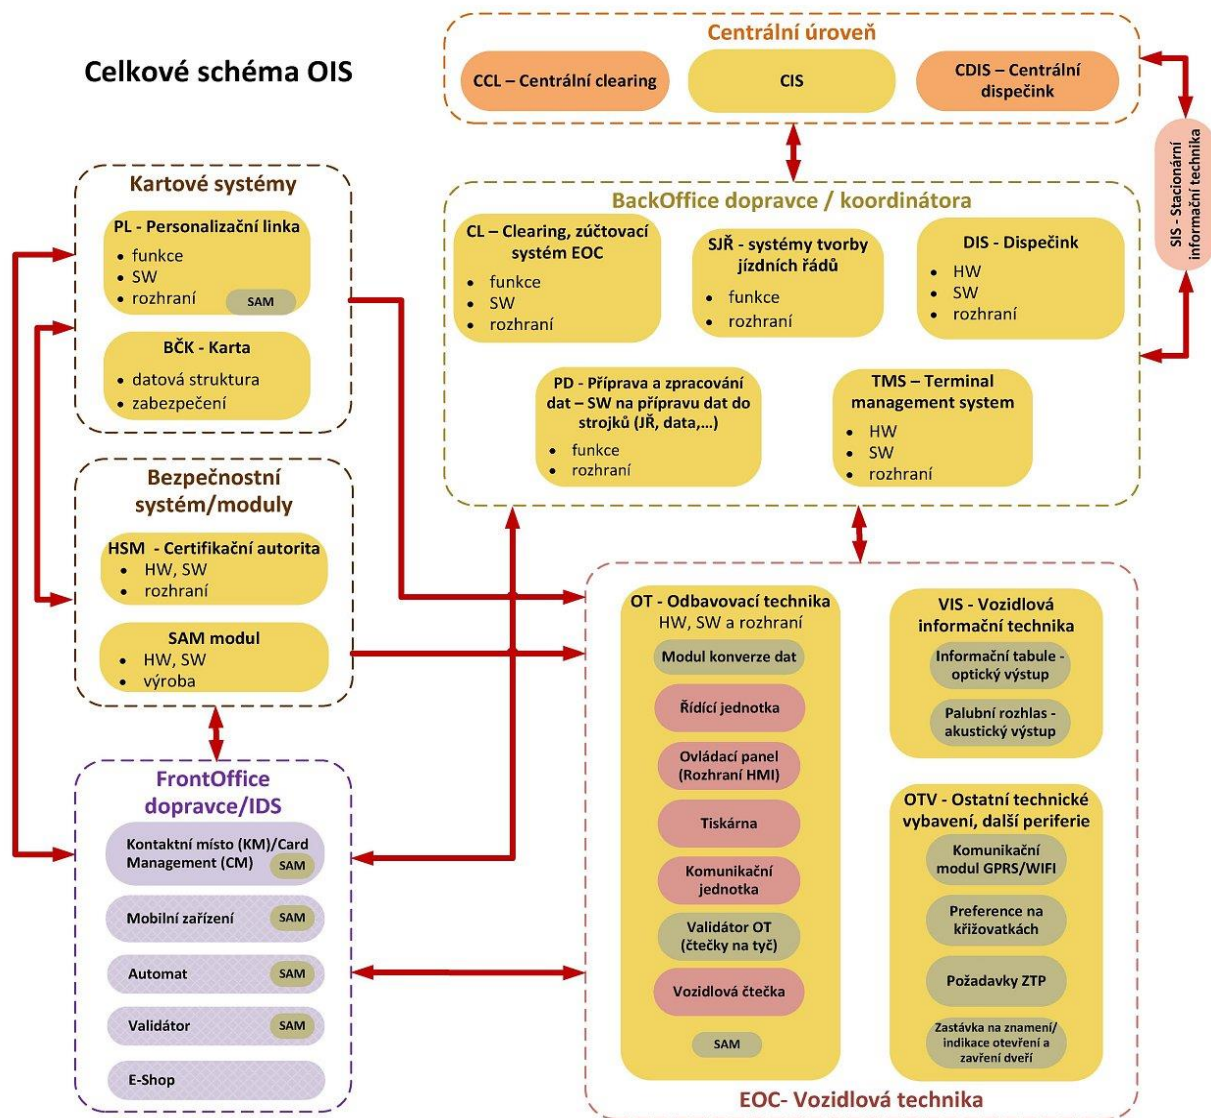 Celkové schéma OIS
Centrální úroveň
CCL – Centrální clearing
CIS
CDIS – Centrální
dispečink
SIS - Stacionární
informační technika
Kartové systémy
PL - Personalizační linka
• funkce
• SW
• rozhraní
SAM
BČK - Karta
• datová struktura
• zabezpečení
BackOffice dopravce / koordinátora
CL – Clearing, zúčtovací
systém EOC
• funkce
• SW
• rozhraní
SJŘ - systémy tvorby
jízdních řádů
• funkce
• rozhraní
DIS - Dispečink
• HW
• SW
• rozhraní
PD - Příprava a zpracování
dat – SW na přípravu dat do
strojků (JŘ, data,...)
• funkce
• rozhraní
TMS – Terminal
management system
• HW
• SW
• rozhraní
Bezpečnostní
systém/moduly
HSM - Certifikační autorita
• HW, SW
• rozhraní
SAM modul
• HW, SW
• výroba
FrontOffice
dopravce/IDS
Kontaktní místo (KM)/Card
Management (CM)
SAM
Mobilní zařízení
SAM
Automat
SAM
Validátor
SAM
E-Shop
OT - Odbavovací technika
HW, SW a rozhraní
Modul konverze dat
Řídící jednotka
Ovládací panel
(Rozhraní HMI)
Tiskárna
Komunikační
jednotka
Validátor OT
(čtečky na tyč)
Vozidlová čtečka
SAM
VIS - Vozidlová
informační technika
Informační tabule -
optický výstup
Palubní rozhlas -
akustický výstup
OTV - Ostatní technické
vybavení, další periferie
Komunikační
modul GPRS/WIFI
Preference na
křižovatkách
Požadavky ZTP
Zastávka na znamení/
indikace otevření a
zavření dveří
EOC- Vozidlová technika